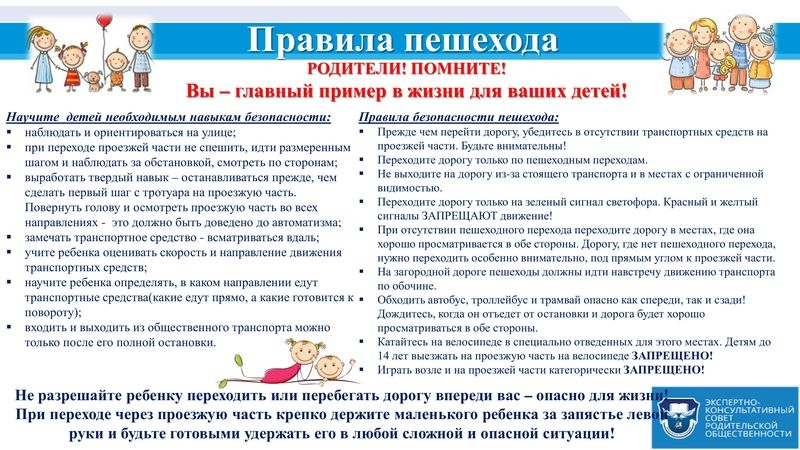 Правила пешехода
РОДИТЕЛИ! ПОМНИТЕ!
Вы – главный пример в жизни для ваших детей!
Научите детей необходимым навыкам безопасности:
▪ наблюдать и ориентироваться на улице;
▪ при переходе проезжей части не спешить, идти размеренным
шагом и наблюдать за обстановкой, смотреть по сторонам;
▪ выработать твердый навык – останавливаться прежде, чем
сделать первый шаг с тротуара на проезжую часть.
Повернуть голову и осмотреть проезжую часть во всех
направлениях - это должно быть доведено до автоматизма;
▪ замечать транспортное средство - всматриваться вдаль;
▪ учите ребенка оценивать скорость и направление движения
транспортных средств;
▪ научите ребенка определять, в каком направлении едут
транспортные средства(какие едут прямо, а какие готовится к
повороту);
▪ входить и выходить из общественного транспорта можно
только после его полной остановки.
Правила безопасности пешехода:
▪ Прежде чем перейти дорогу, убедитесь в отсутствии транспортных средств на
проезжей части. Будьте внимательны!
▪ Переходите дорогу только по пешеходным переходам.
▪ Не выходите на дорогу из-за стоящего транспорта и в местах с ограниченной
видимостью.
▪ Переходите дорогу только на зеленый сигнал светофора. Красный и желтый
сигналы ЗАПРЕЩАЮТ движение!
▪ При отсутствии пешеходного перехода переходите дорогу в местах, где она
хорошо просматривается в обе стороны. Дорогу, где нет пешеходного перехода,
нужно переходить особенно внимательно, под прямым углом к проезжей части.
▪ На загородной дороге пешеходы должны идти навстречу движению транспорта
по обочине.
▪ Обходить автобус, троллейбус и трамвай опасно как спереди, так и сзади!
Дождитесь, когда он отъедет от остановки и дорога будет хорошо
просматриваться в обе стороны.
▪ Катайтесь на велосипеде в специально отведенных для этого местах. Детям до
14 лет выезжать на проезжую часть на велосипеде ЗАПРЕЩЕНО!
▪ Играть возле и на проезжей части категорически ЗАПРЕЩЕНО!
Не разрешайте ребенку переходить или перебегать дорогу впереди вас – опасно для жизни!
При переходе через проезжую часть крепко держите маленького ребенка за запястье левой
руки и будьте готовыми удержать его в любой сложной и опасной ситуации!
ЭКСПЕРТНО-
КОНСУЛЬТАТИВНЫЙ
СОВЕТ
РОДИТЕЛЬСКОЙ
ОБЩЕСТВЕННОСТИ